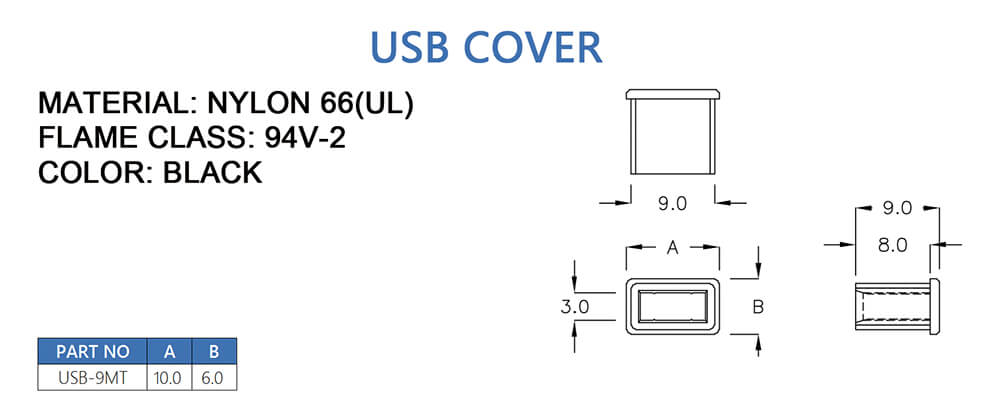 USB COVER
MATERIAL: NYLON 66(UL)
FLAME CLASS: 94V-2
COLOR: BLACK
9.0
9.0
8.0
A
3.0
B
PART NO A B
USB-9MT 10.0 6.0